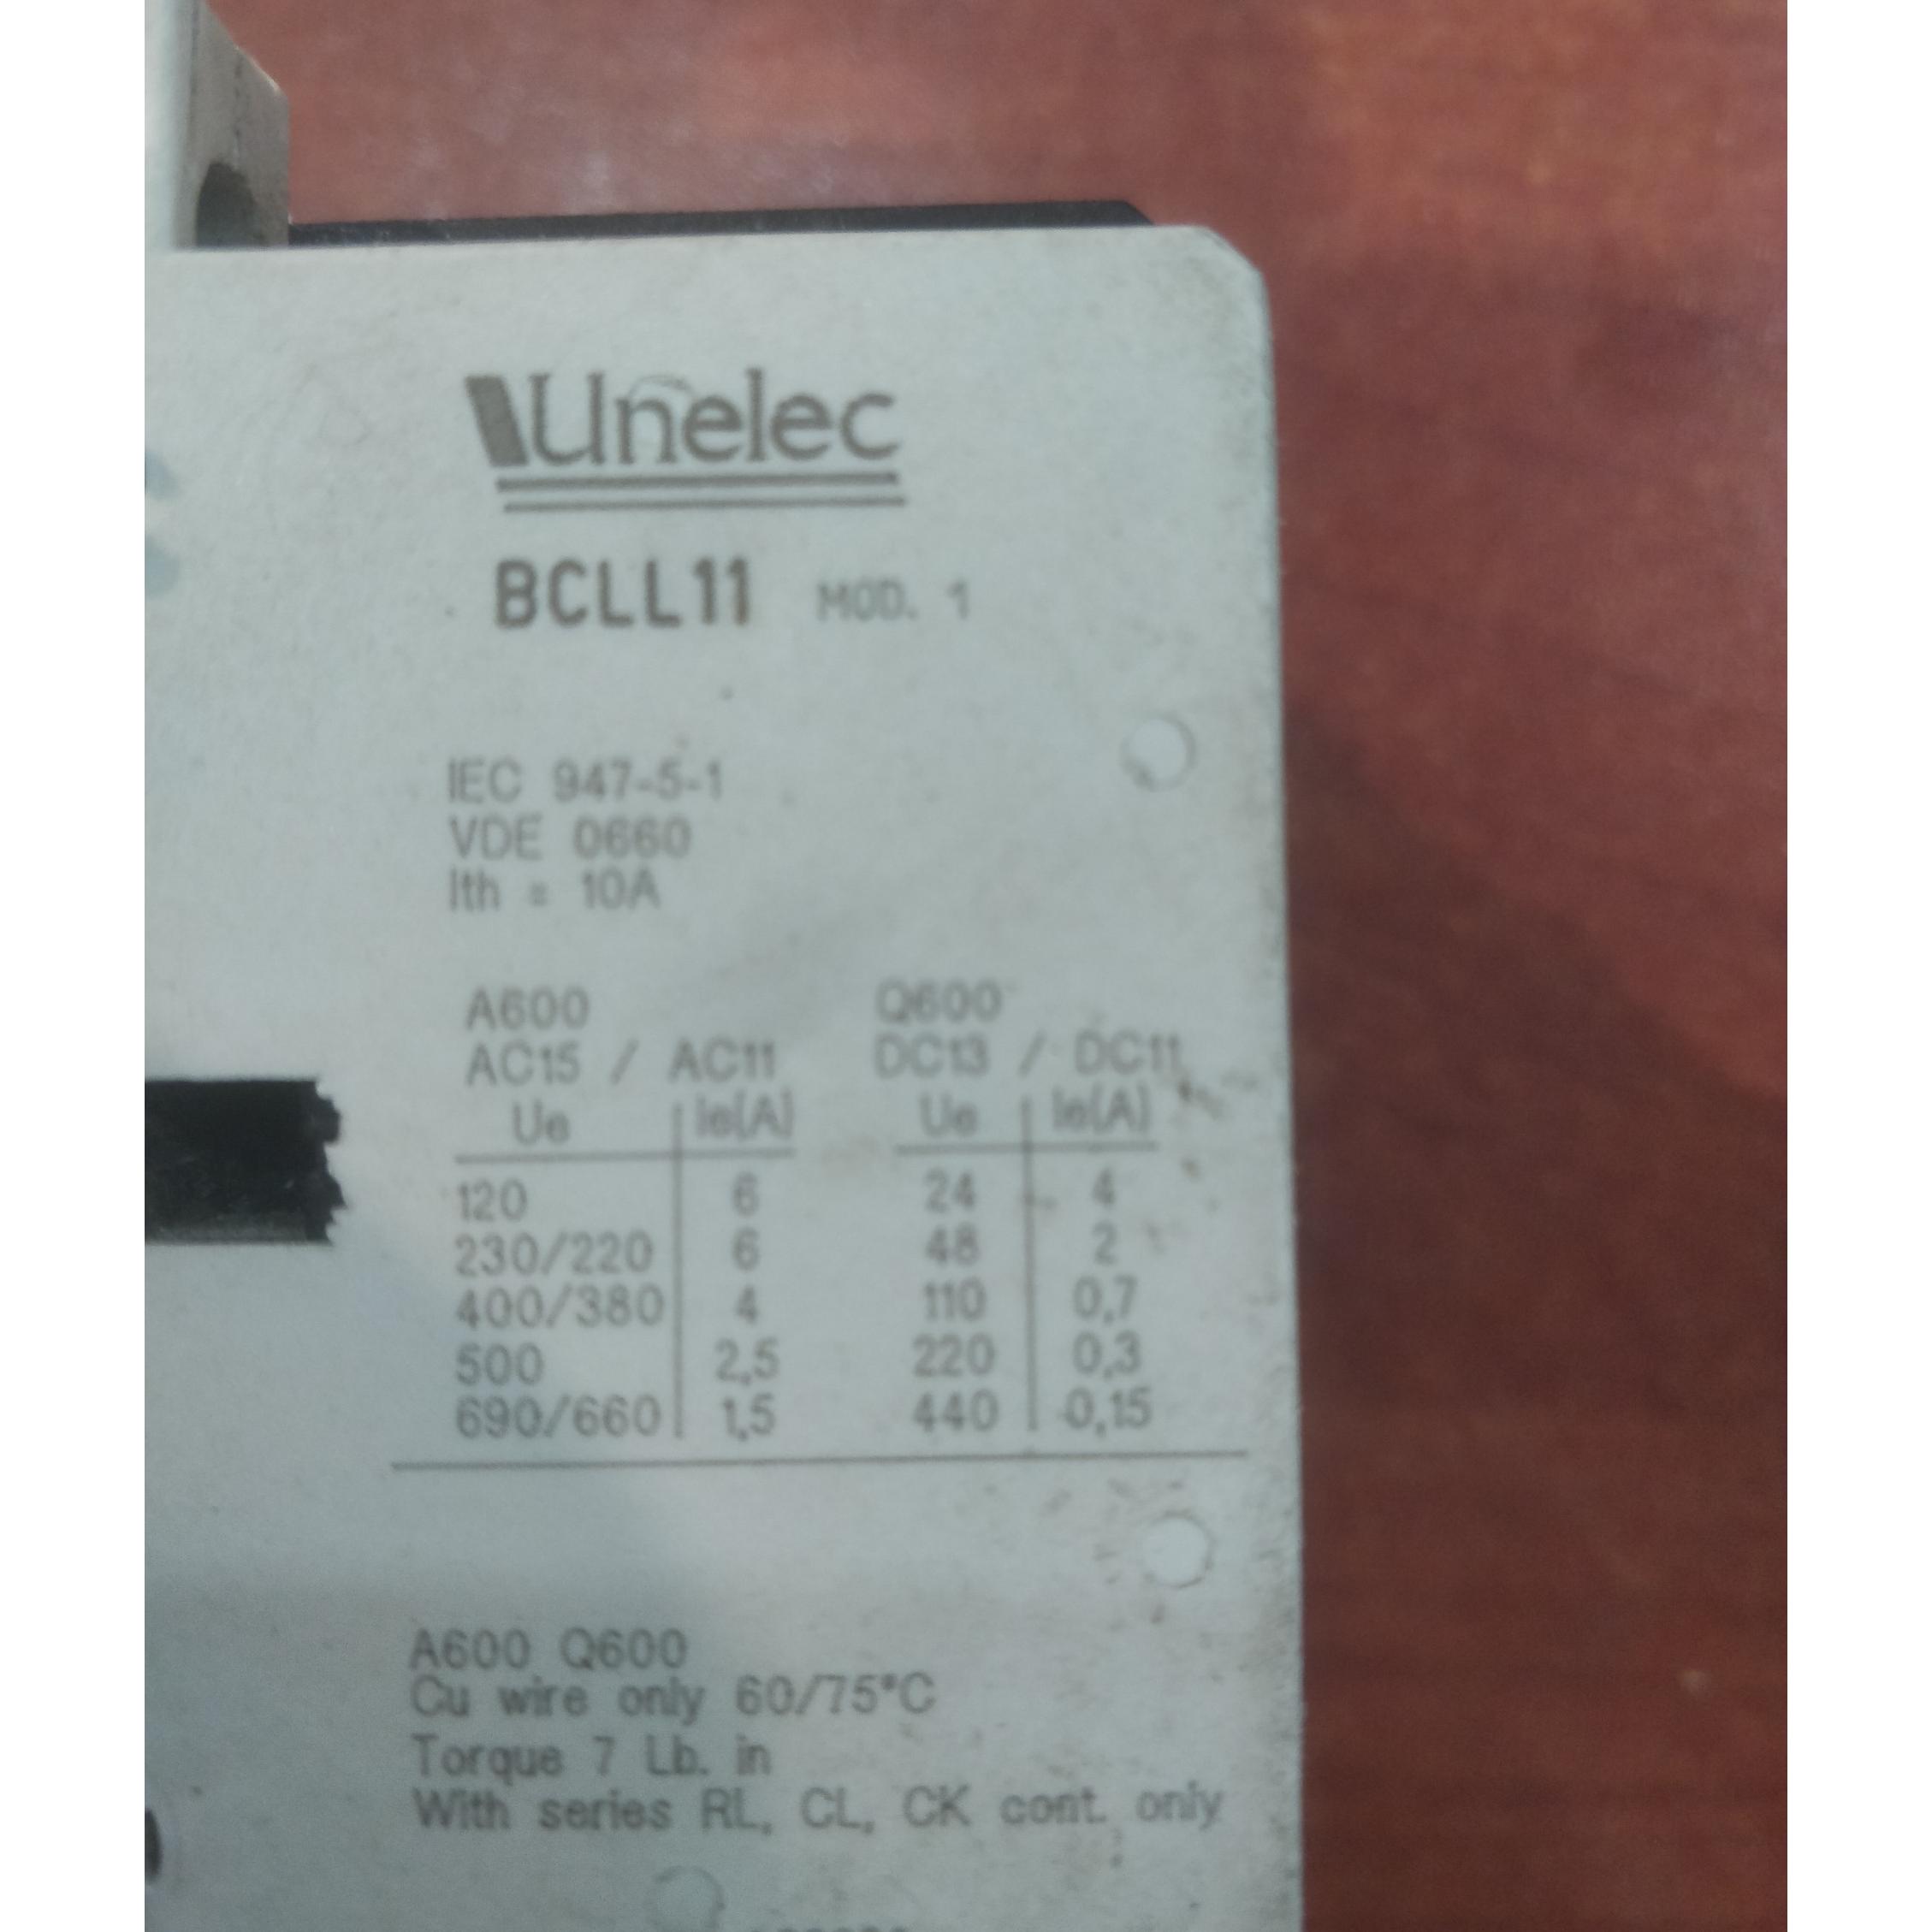 Unelec
BCLL11 MOD. 1
IEC 947-5-1
VDE 0660
Ith = 10A
A600 Q600
AC15 / AC11 DC13 / DC11
Ue Ie(A) Ue Ie(A)
120 6 24 4
230/220 6 48 2
400/380 4 110 0,7
500 2,5 220 0,3
690/660 1,5 440 0,15
A600 Q600
Cu wire only 60/75°C
Torque 7 Lb. in
With series RL, CL, CK cont. only